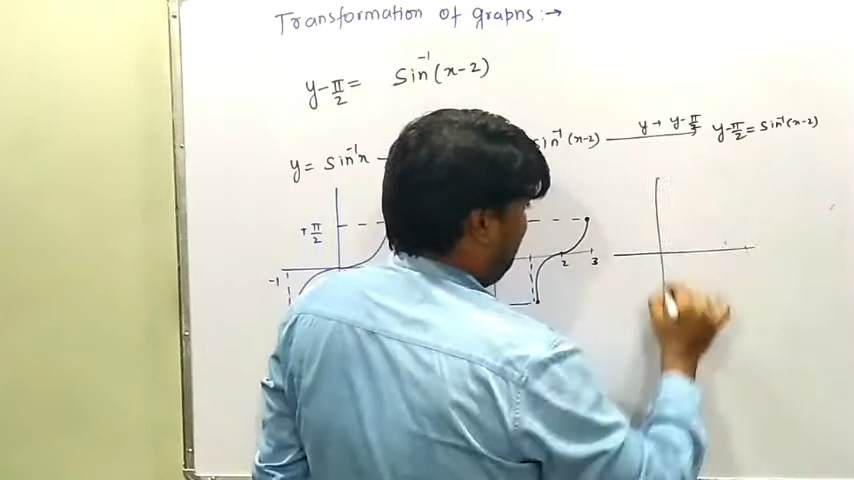 Transformation of graphs :→
y - π/2 = sin⁻¹(x-2)
y = sin⁻¹x
sin⁻¹(x-2)
y → y - π/2
y - π/2 = sin⁻¹(x-2)
+ π/2
-1
2
3